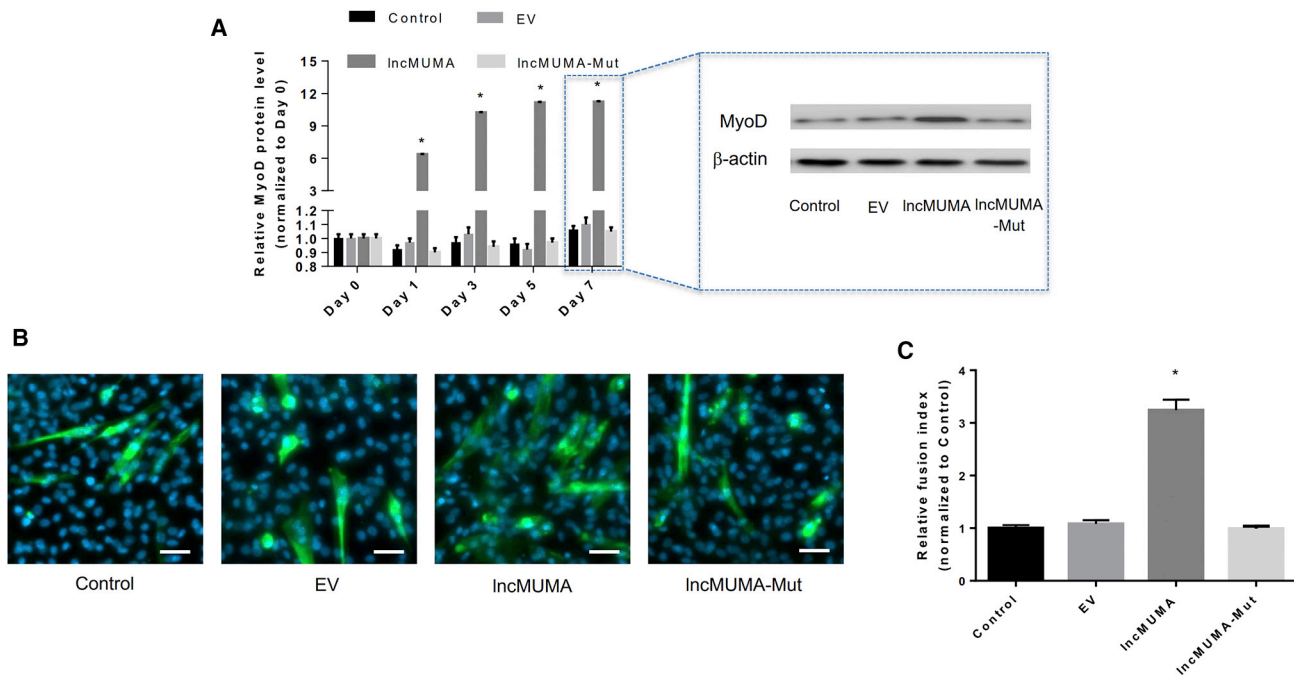 A
Control
EV
lncMUMA
lncMUMA-Mut
Relative MyoD protein level
(normalized to Day 0)
15
12
9
6
3
1.2
1.1
1.0
0.9
0.8
*
*
*
*
Day 0
Day 1
Day 3
Day 5
Day 7
MyoD
β-actin
Control
EV
lncMUMA
lncMUMA
-Mut
B
Control
EV
lncMUMA
lncMUMA-Mut
C
Relative fusion index
(normalized to Control)
4
3
2
1
0
*
Control
EV
lncMUMA
lncMUMA-Mut